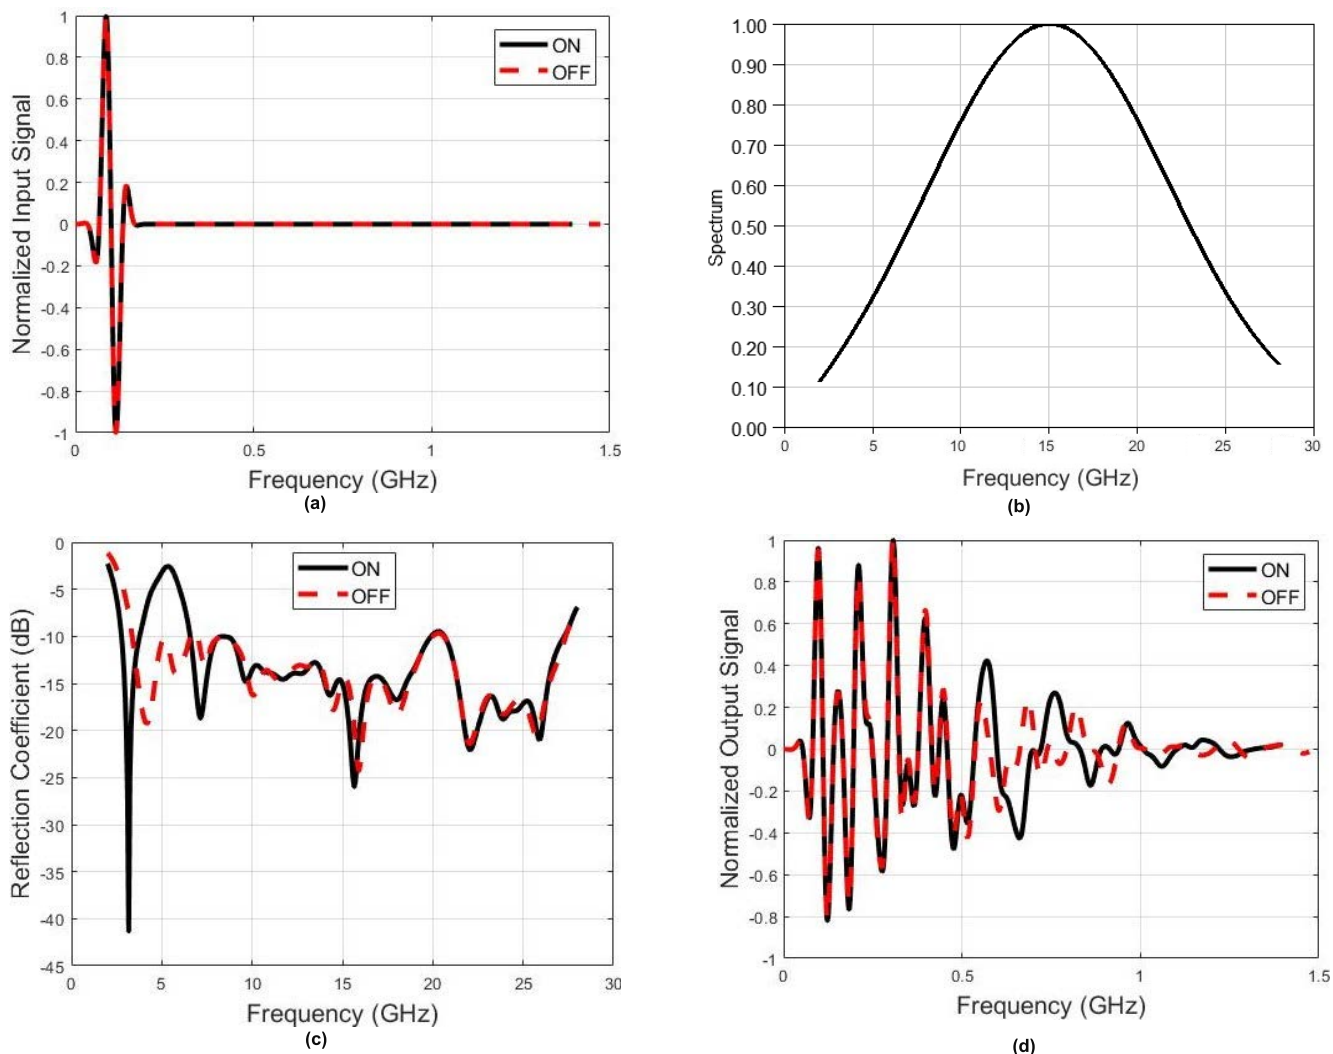 1
0.8
0.6
0.4
0.2
0
-0.2
-0.4
-0.6
-0.8
-1
Normalized Input Signal
ON
OFF
0 0.5 1 1.5
Frequency (GHz)
(a)
1.00
0.90
0.80
0.70
0.60
0.50
0.40
0.30
0.20
0.10
0.00
Spectrum
0 5 10 15 20 25 30
Frequency (GHz)
(b)
0
-5
-10
-15
-20
-25
-30
-35
-40
-45
Reflection Coefficient (dB)
ON
OFF
0 5 10 15 20 25 30
Frequency (GHz)
(c)
1
0.8
0.6
0.4
0.2
0
-0.2
-0.4
-0.6
-0.8
-1
Normalized Output Signal
ON
OFF
0 0.5 1 1.5
Frequency (GHz)
(d)